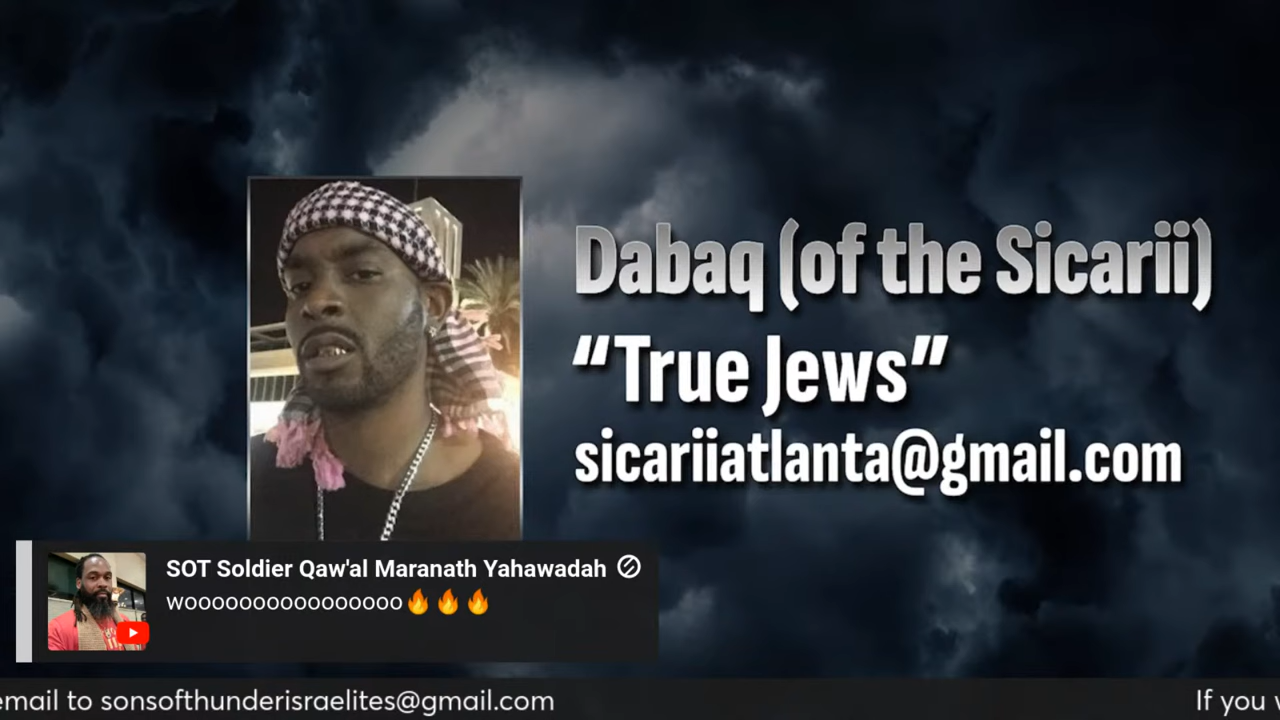 Dabaq (of the Sicarii)
“True Jews”
sicariiatlanta@gmail.com
SOT Soldier Qaw'al Maranath Yahawadah
woooooooooooooooo🔥🔥🔥
email to sonsofthunderisraelites@gmail.com If you